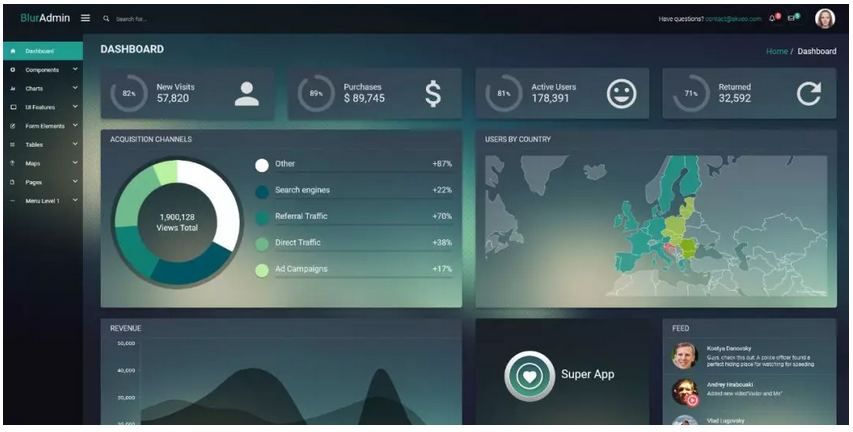 BlurAdmin
Search for...
Have questions? contact@akveo.com
5
Dashboard
Components
Charts
UI Features
Form Elements
Tables
Maps
Pages
Menu Level 1
DASHBOARD
Home / Dashboard
82%
New Visits
57,820
89%
Purchases
$ 89,745
81%
Active Users
178,391
71%
Returned
32,592
ACQUISITION CHANNELS
1,900,128
Views Total
Other +87%
Search engines +22%
Referral Traffic +70%
Direct Traffic +38%
Ad Campaigns +17%
USERS BY COUNTRY
REVENUE
50,000
40,000
30,000
20,000
Super App
FEED
Kostya Danovsky
Guys, check this out: A police officer found a
perfect hiding place for watching for speeding
Andrey Hrabouski
Added new video"Vader and Me"
Vlad Lugovsky